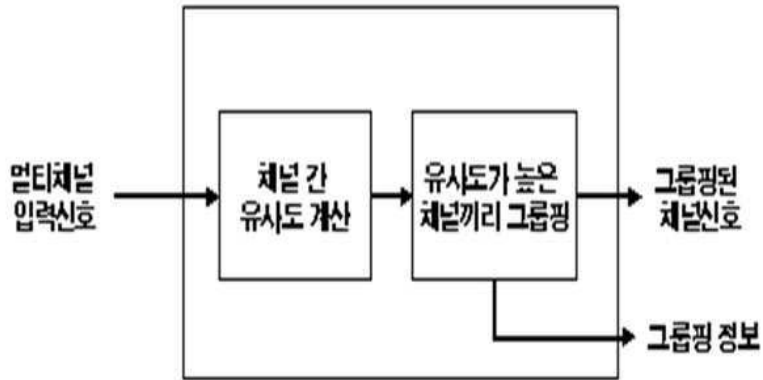 멀티채널
입력신호
채널 간
유사도 계산
유사도가 높은
채널끼리 그룹핑
그룹핑된
채널신호
그룹핑 정보